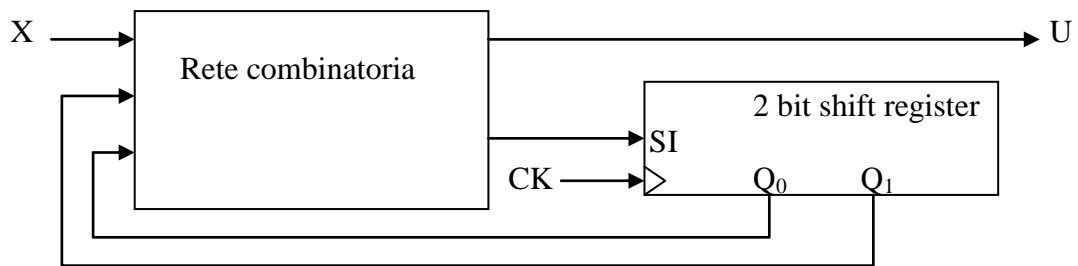 X
U
Rete combinatoria
2 bit shift register
SI
CK
Q₀
Q₁